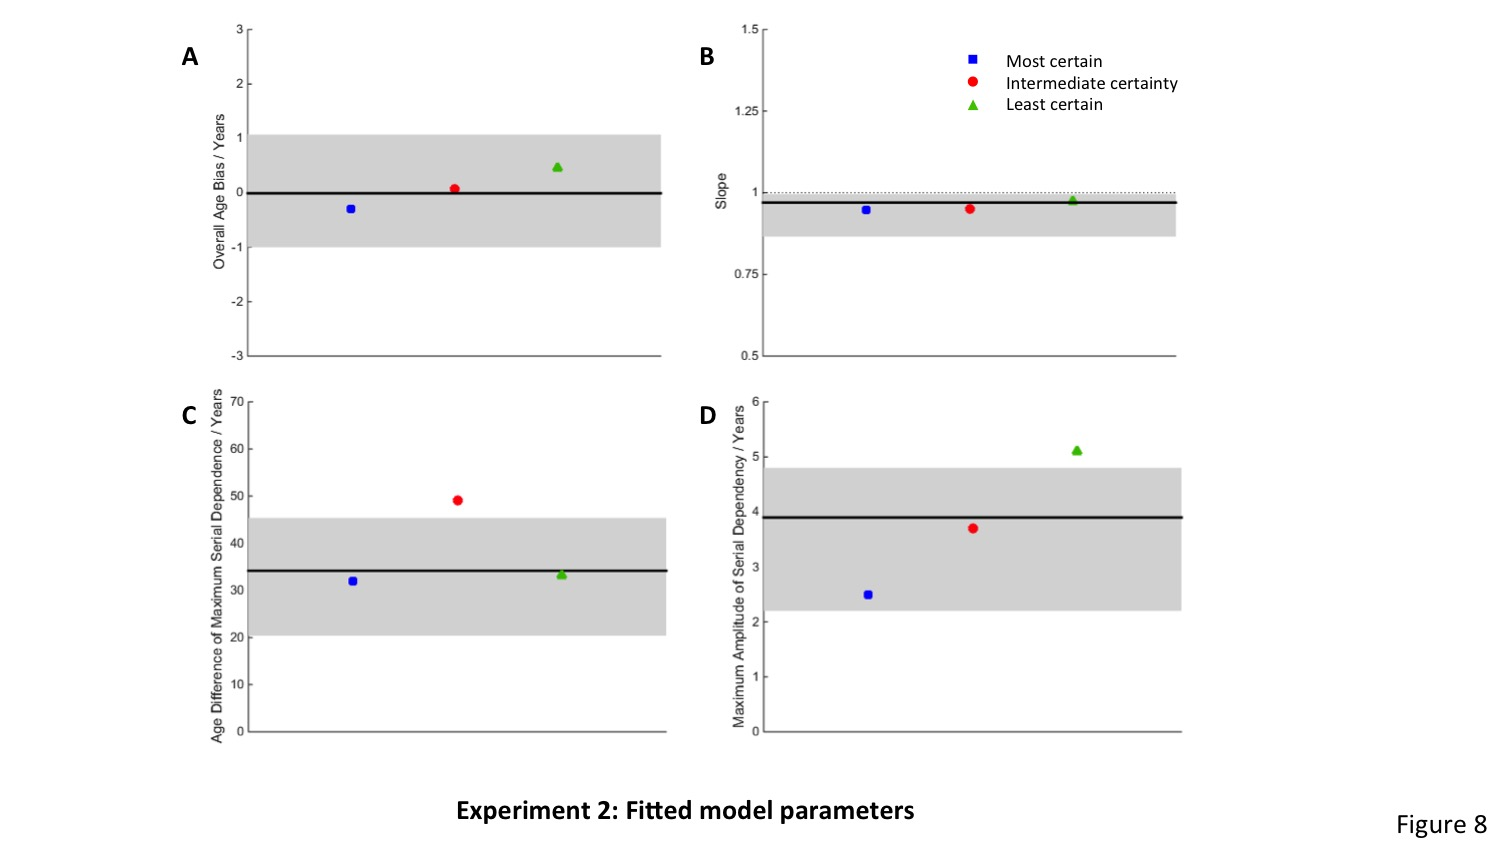 A
3
2
1
0
-1
-2
-3
Overall Age Bias / Years
B
1.5
1.25
1
0.75
0.5
Slope
Most certain
Intermediate certainty
Least certain
C
70
60
50
40
30
20
10
0
Age Difference of Maximum Serial Dependence / Years
D
6
5
4
3
2
1
0
Maximum Amplitude of Serial Dependency / Years
Experiment 2: Fitted model parameters
Figure 8